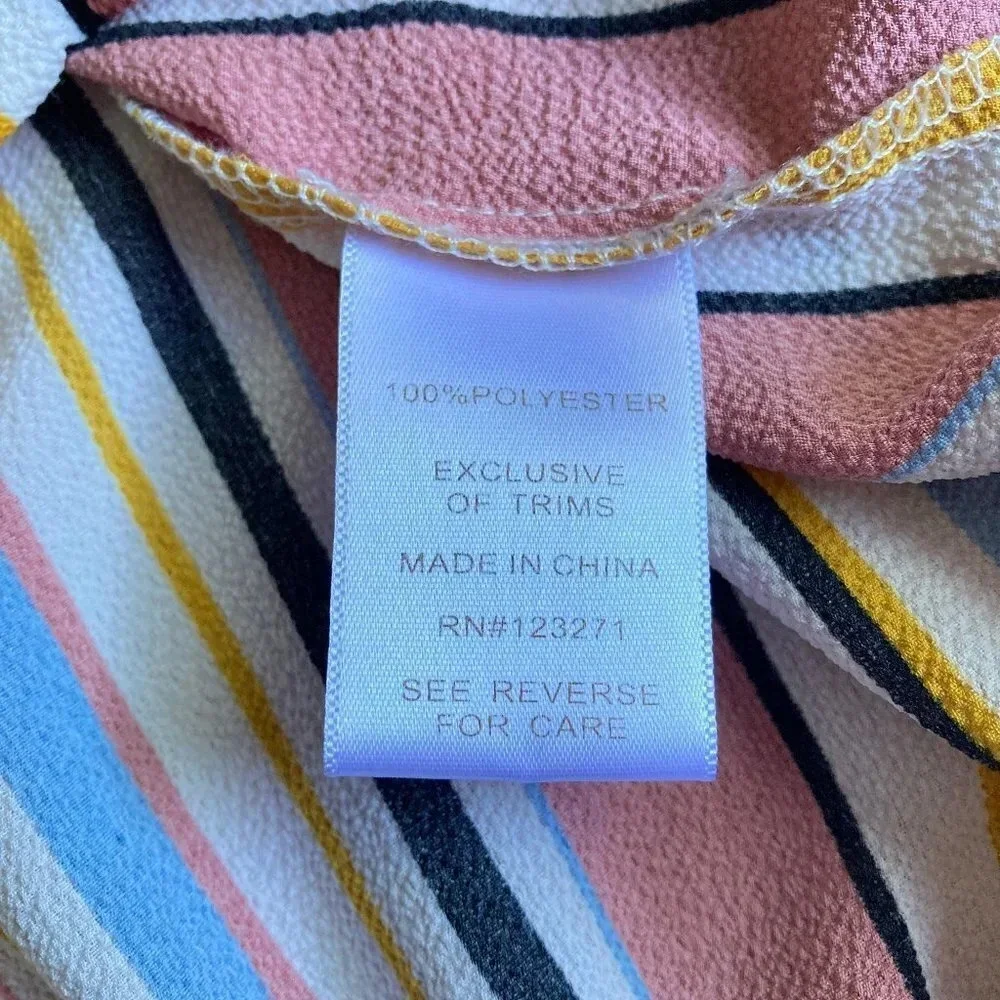 100%POLYESTER
EXCLUSIVE
OF TRIMS
MADE IN CHINA
RN#123271
SEE REVERSE
FOR CARE